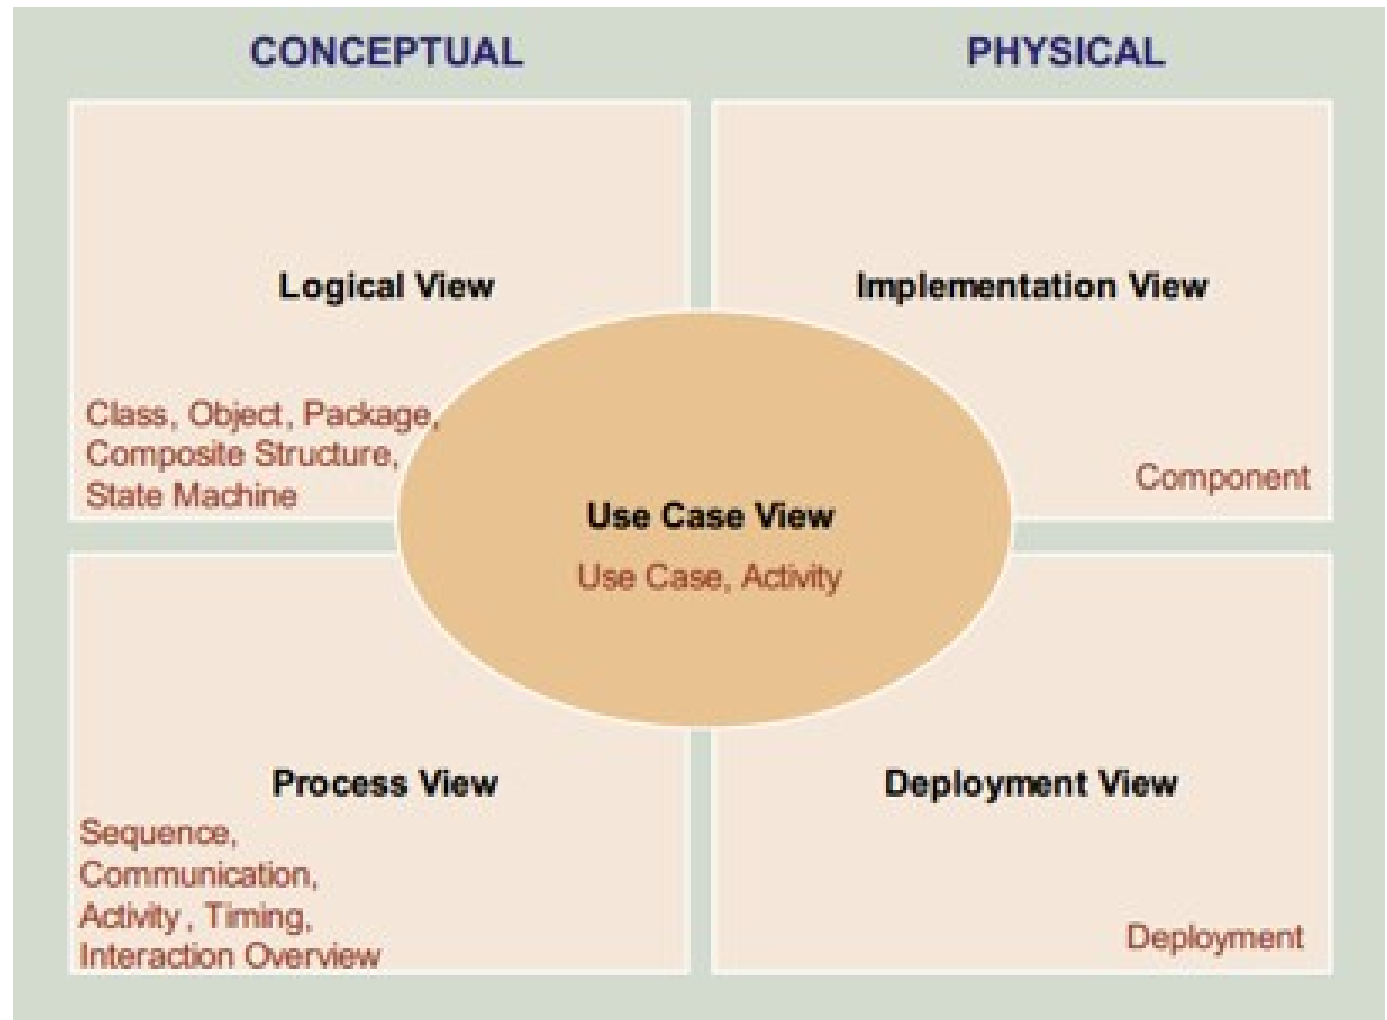 CONCEPTUAL
PHYSICAL
Logical View
Class, Object, Package,
Composite Structure,
State Machine
Implementation View
Component
Use Case View
Use Case, Activity
Process View
Sequence,
Communication,
Activity, Timing,
Interaction Overview
Deployment View
Deployment